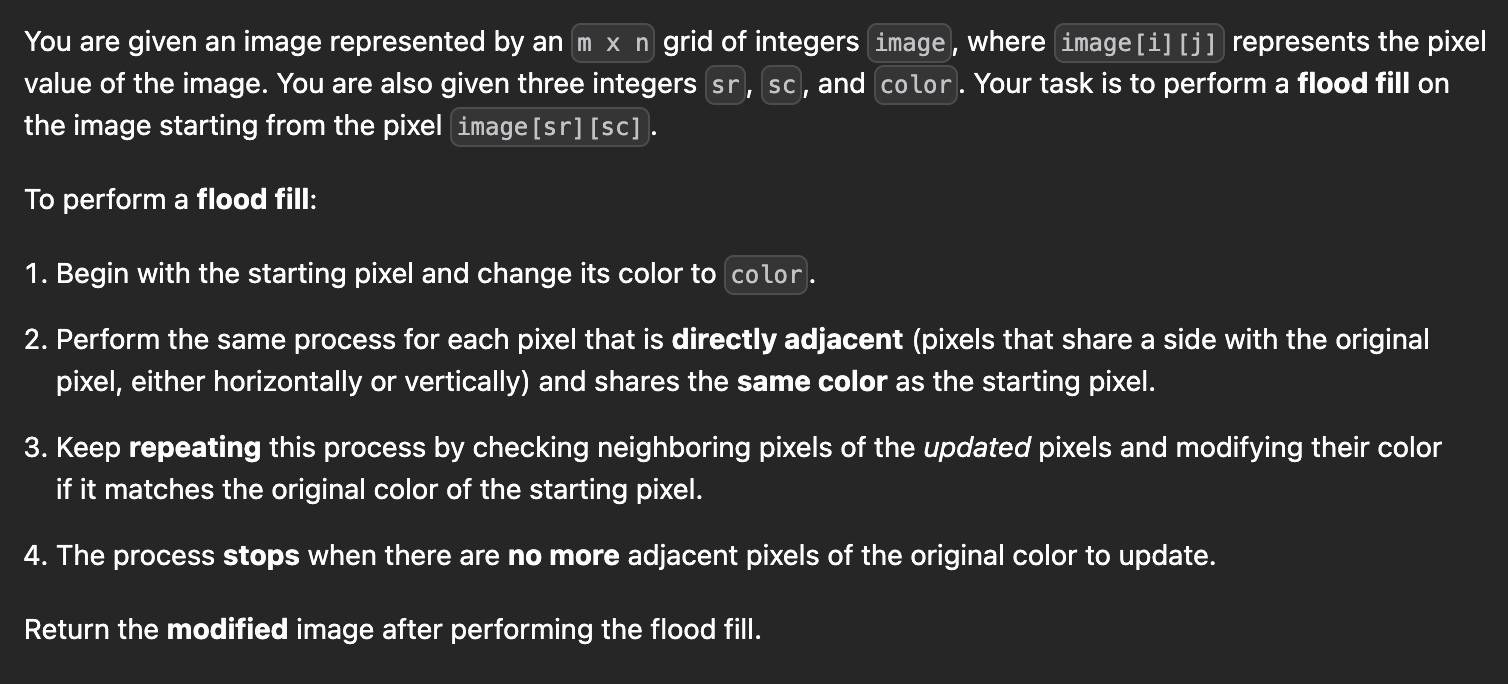 You are given an image represented by an m x n grid of integers image, where image[i][j] represents the pixel
value of the image. You are also given three integers sr, sc, and color. Your task is to perform a flood fill on
the image starting from the pixel image[sr][sc].
To perform a flood fill:
1. Begin with the starting pixel and change its color to color.
2. Perform the same process for each pixel that is directly adjacent (pixels that share a side with the original
pixel, either horizontally or vertically) and shares the same color as the starting pixel.
3. Keep repeating this process by checking neighboring pixels of the updated pixels and modifying their color
if it matches the original color of the starting pixel.
4. The process stops when there are no more adjacent pixels of the original color to update.
Return the modified image after performing the flood fill.